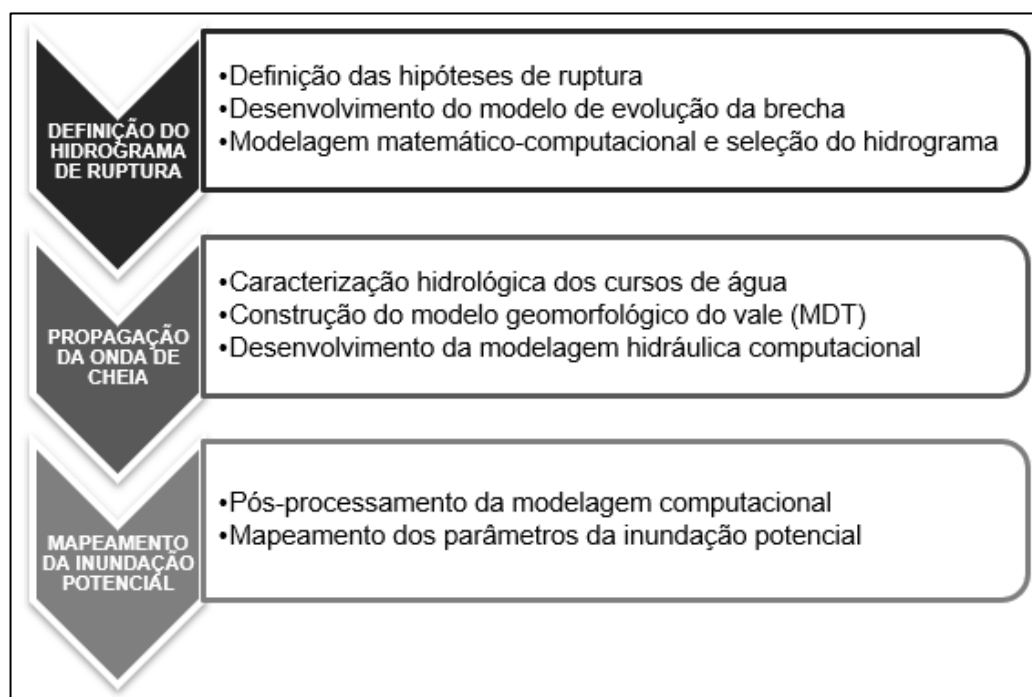 DEFINIÇÃO DO
HIDROGRAMA
DE RUPTURA
•Definição das hipóteses de ruptura
•Desenvolvimento do modelo de evolução da brecha
•Modelagem matemático-computacional e seleção do hidrograma
PROPAGAÇÃO
DA ONDA DE
CHEIA
•Caracterização hidrológica dos cursos de água
•Construção do modelo geomorfológico do vale (MDT)
•Desenvolvimento da modelagem hidráulica computacional
MAPEAMENTO
DA INUNDAÇÃO
POTENCIAL
•Pós-processamento da modelagem computacional
•Mapeamento dos parâmetros da inundação potencial